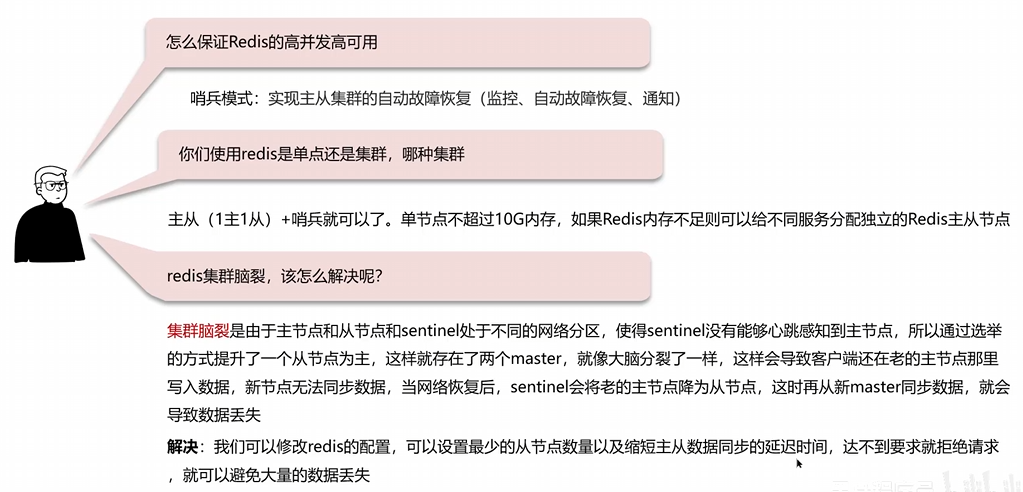 怎么保证Redis的高并发高可用
哨兵模式：实现主从集群的自动故障恢复（监控、自动故障恢复、通知）
你们使用redis是单点还是集群，哪种集群
主从（1主1从）+哨兵就可以了。单节点不超过10G内存，如果Redis内存不足则可以给不同服务分配独立的Redis主从节点
redis集群脑裂，该怎么解决呢？
集群脑裂是由于主节点和从节点和sentinel处于不同的网络分区，使得sentinel没有能够心跳感知到主节点，所以通过选举
的方式提升了一个从节点为主，这样就存在了两个master，就像大脑分裂了一样，这样会导致客户端还在老的主节点那里
写入数据，新节点无法同步数据，当网络恢复后，sentinel会将老的主节点降为从节点，这时再从新master同步数据，就会
导致数据丢失
解决：我们可以修改redis的配置，可以设置最少的从节点数量以及缩短主从数据同步的延迟时间，达不到要求就拒绝请求
，就可以避免大量的数据丢失